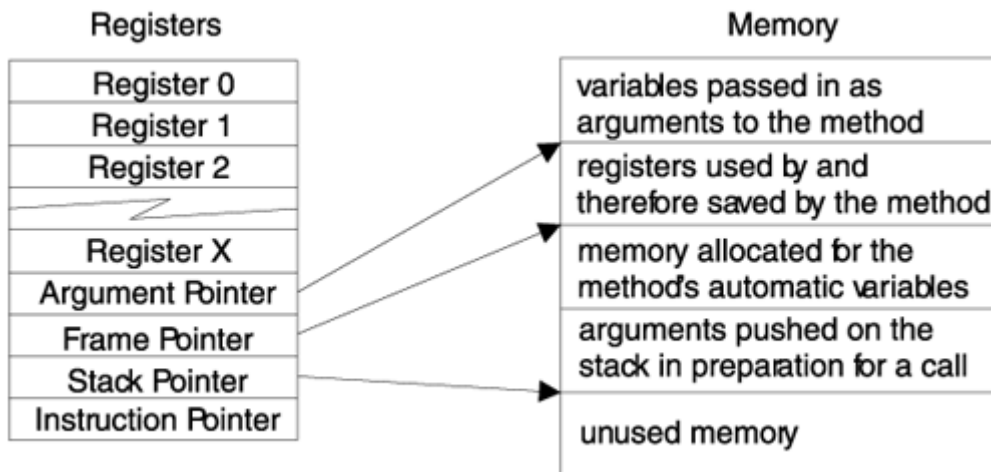 Registers
Memory
Register 0
Register 1
Register 2
Register X
Argument Pointer
Frame Pointer
Stack Pointer
Instruction Pointer
variables passed in as
arguments to the method
registers used by and
therefore saved by the method
memory allocated for the
method's automatic variables
arguments pushed on the
stack in preparation for a call
unused memory